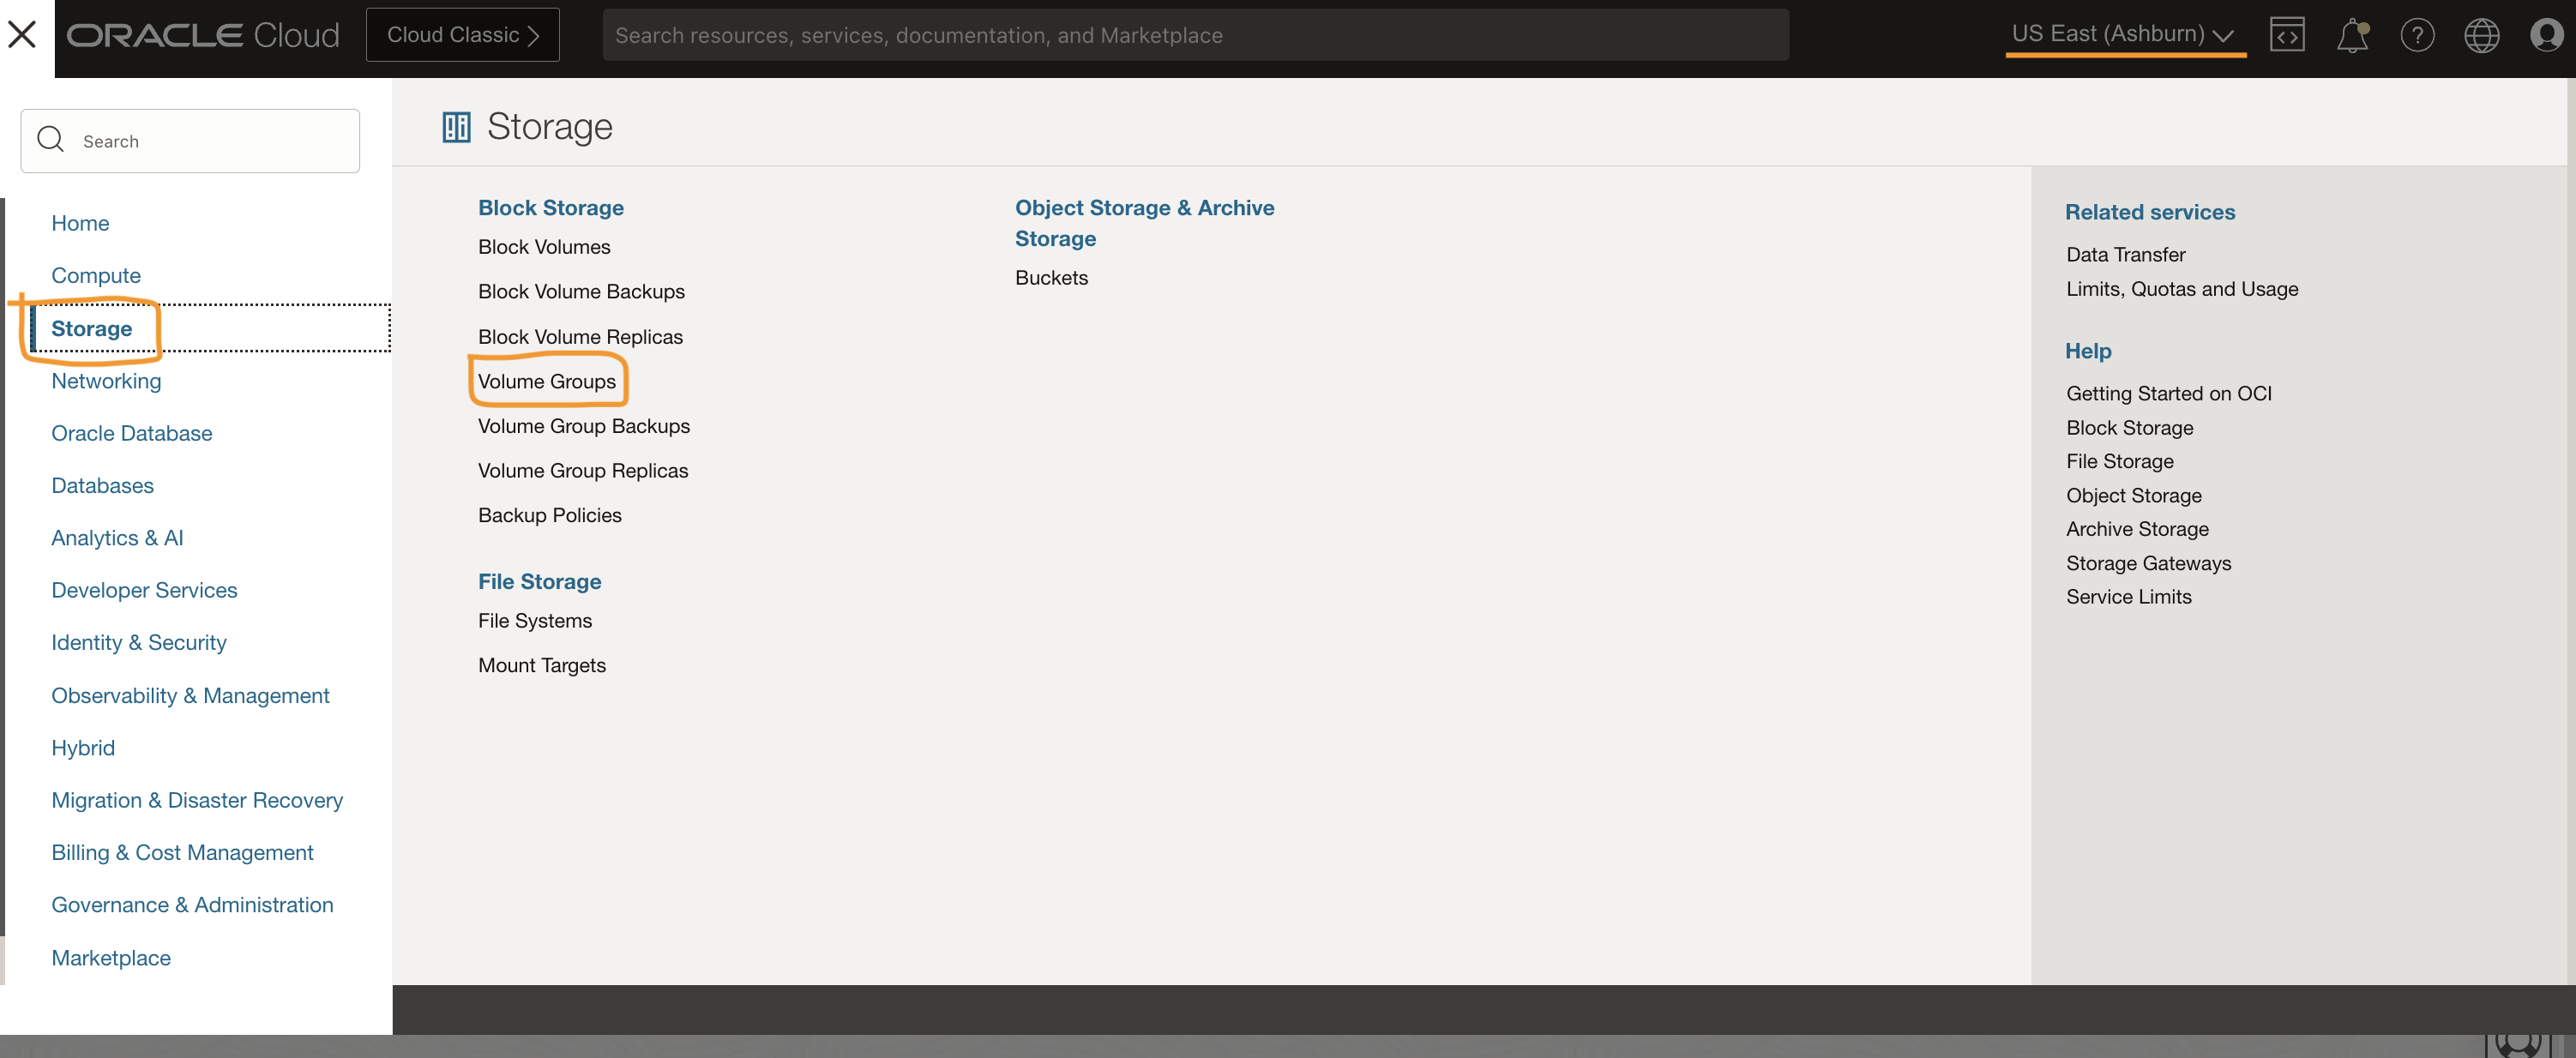 ORACLE Cloud
Cloud Classic
Search resources, services, documentation, and Marketplace
US East (Ashburn)
Search
Home
Compute
Storage
Networking
Oracle Database
Databases
Analytics & AI
Developer Services
Identity & Security
Observability & Management
Hybrid
Migration & Disaster Recovery
Billing & Cost Management
Governance & Administration
Marketplace
Storage
Block Storage
Block Volumes
Block Volume Backups
Block Volume Replicas
Volume Groups
Volume Group Backups
Volume Group Replicas
Backup Policies
File Storage
File Systems
Mount Targets
Object Storage & Archive
Storage
Buckets
Related services
Data Transfer
Limits, Quotas and Usage
Help
Getting Started on OCI
Block Storage
File Storage
Object Storage
Archive Storage
Storage Gateways
Service Limits